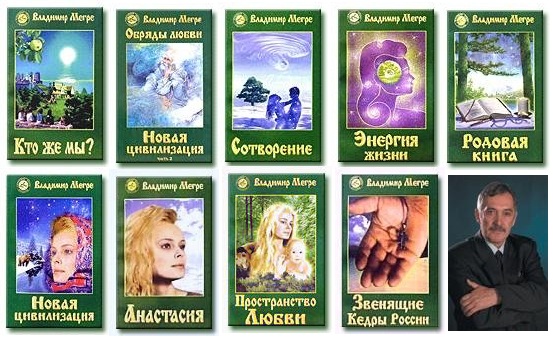 Владимир Мегре
Кто же мы?
Владимир Мегре
Обряды любви
Новая
цивилизация
часть 2
Владимир Мегре
Сотворение
Владимир Мегре
Энергия
жизни
Владимир Мегре
Родовая
книга
Владимир Мегре
Новая
цивилизация
Владимир Мегре
Анастасия
Владимир Мегре
Пространство
Любви
Владимир Мегре
Звенящие
Кедры России